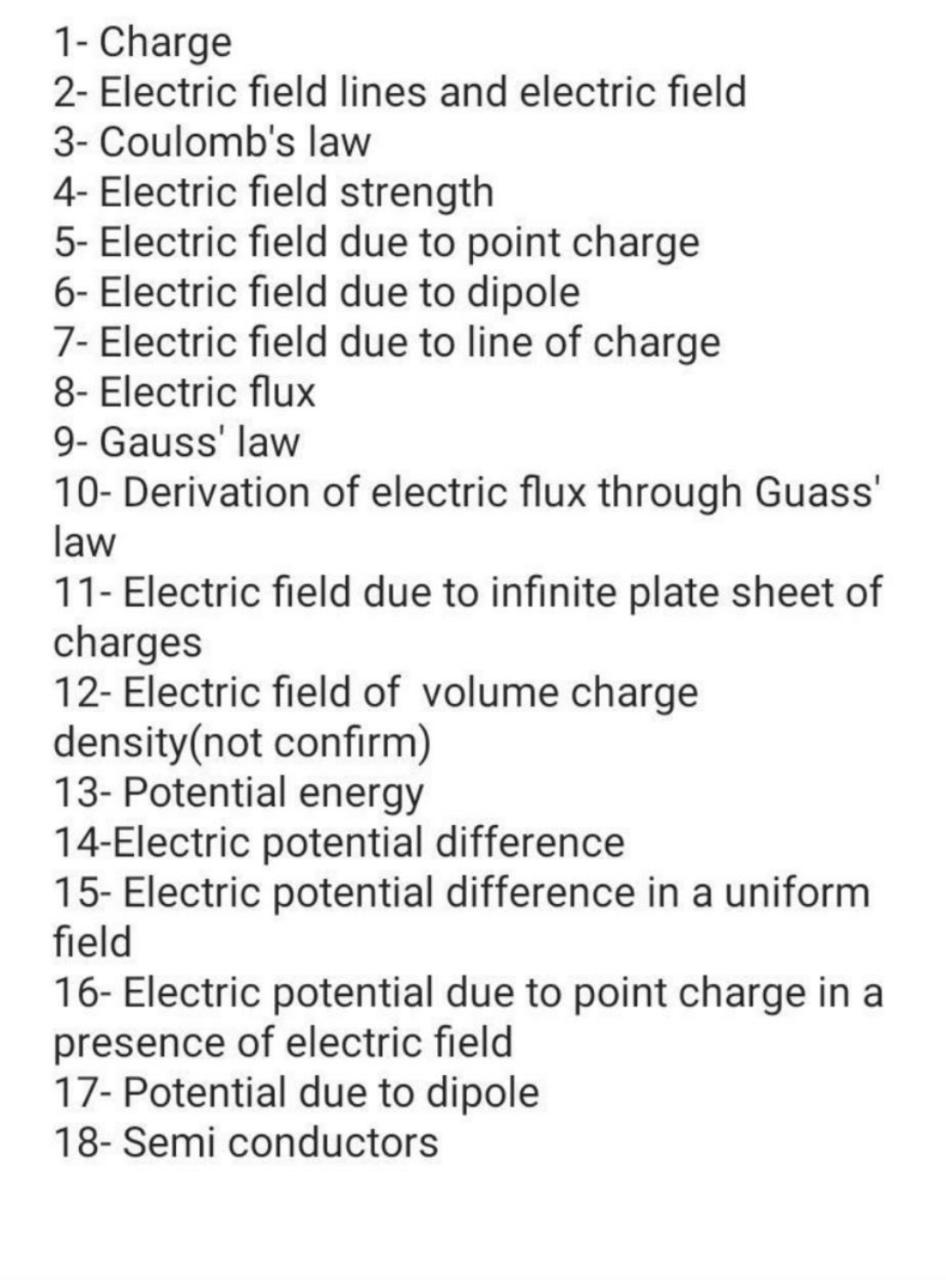 1- Charge
2- Electric field lines and electric field
3- Coulomb's law
4- Electric field strength
5- Electric field due to point charge
6- Electric field due to dipole
7- Electric field due to line of charge
8- Electric flux
9- Gauss' law
10- Derivation of electric flux through Guass'
law
11- Electric field due to infinite plate sheet of
charges
12- Electric field of  volume charge
density(not confirm)
13- Potential energy
14-Electric potential difference
15- Electric potential difference in a uniform
field
16- Electric potential due to point charge in a
presence of electric field
17- Potential due to dipole
18- Semi conductors